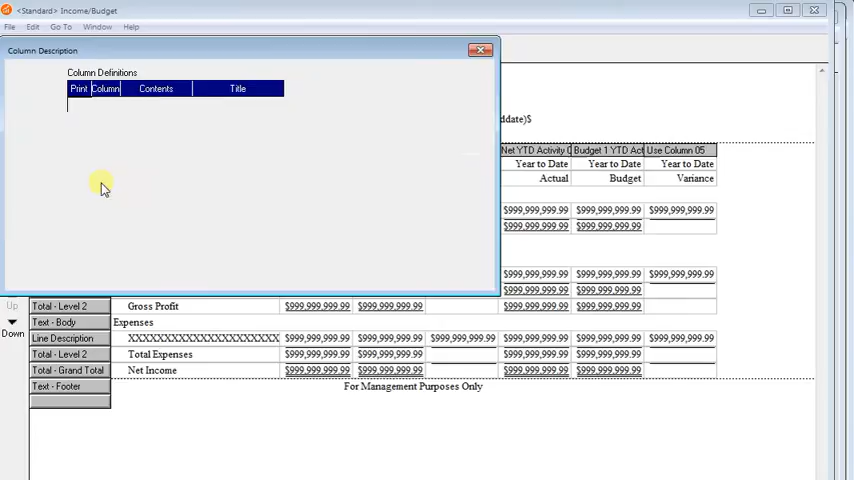 <Standard> Income/Budget
File Edit Go To Window Help
Column Description
Column Definitions
Print Column Contents Title
ddate)$
Net YTD Activity Budget 1 YTD Act Use Column 05
Year to Date Year to Date Year to Date
Actual Budget Variance
$999,999,999.99 $999,999,999.99 $999,999,999.99
$999,999,999.99 $999,999,999.99
$999,999,999.99 $999,999,999.99 $999,999,999.99
$999,999,999.99 $999,999,999.99
Up Total - Level 2 Gross Profit $999,999,999.99 $999,999,999.99 $999,999,999.99 $999,999,999.99
Text - Body Expenses
Down Line Description XXXXXXXXXXXXXXXXXXXXXXX $999,999,999.99 $999,999,999.99 $999,999,999.99 $999,999,999.99 $999,999,999.99 $999,999,999.99
Total - Level 2 Total Expenses $999,999,999.99 $999,999,999.99 $999,999,999.99 $999,999,999.99
Total - Grand Total Net Income $999,999,999.99 $999,999,999.99 $999,999,999.99 $999,999,999.99
Text - Footer For Management Purposes Only